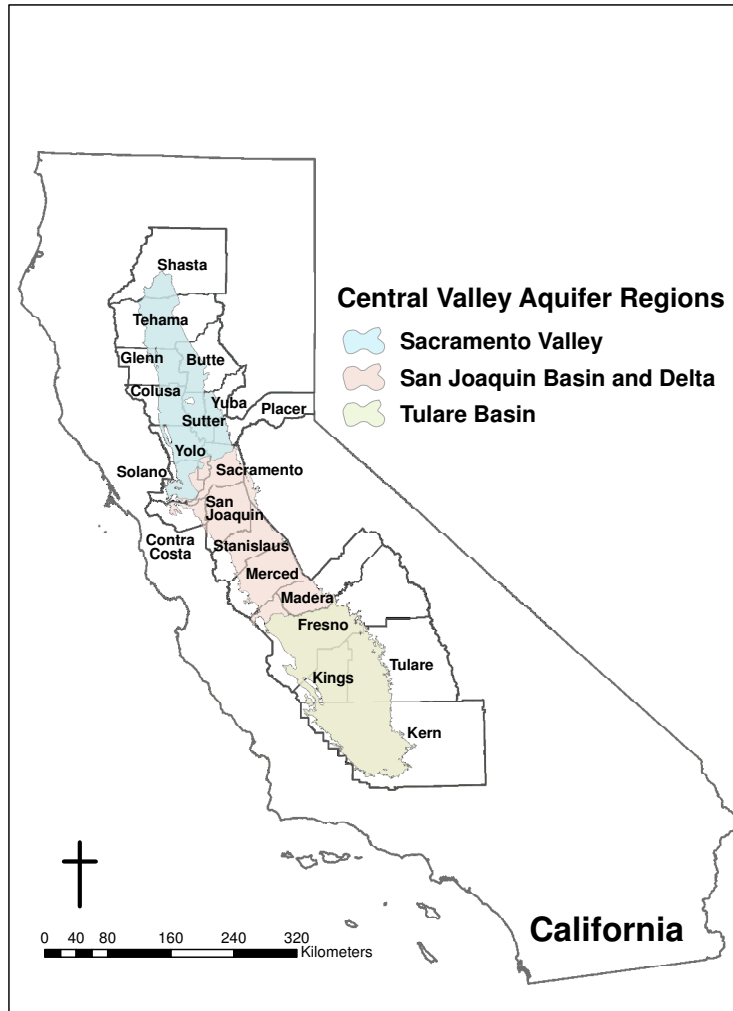 Shasta
Central Valley Aquifer Regions
Tehama
Sacramento Valley
Glenn
Butte
San Joaquin Basin and Delta
Colusa
Yuba
Placer
Tulare Basin
Sutter
Yolo
Solano
Sacramento
San
Joaquin
Contra
Costa
Stanislaus
Merced
Madera
Fresno
Tulare
Kings
Kern
California
0 40 80 160 240 320
Kilometers